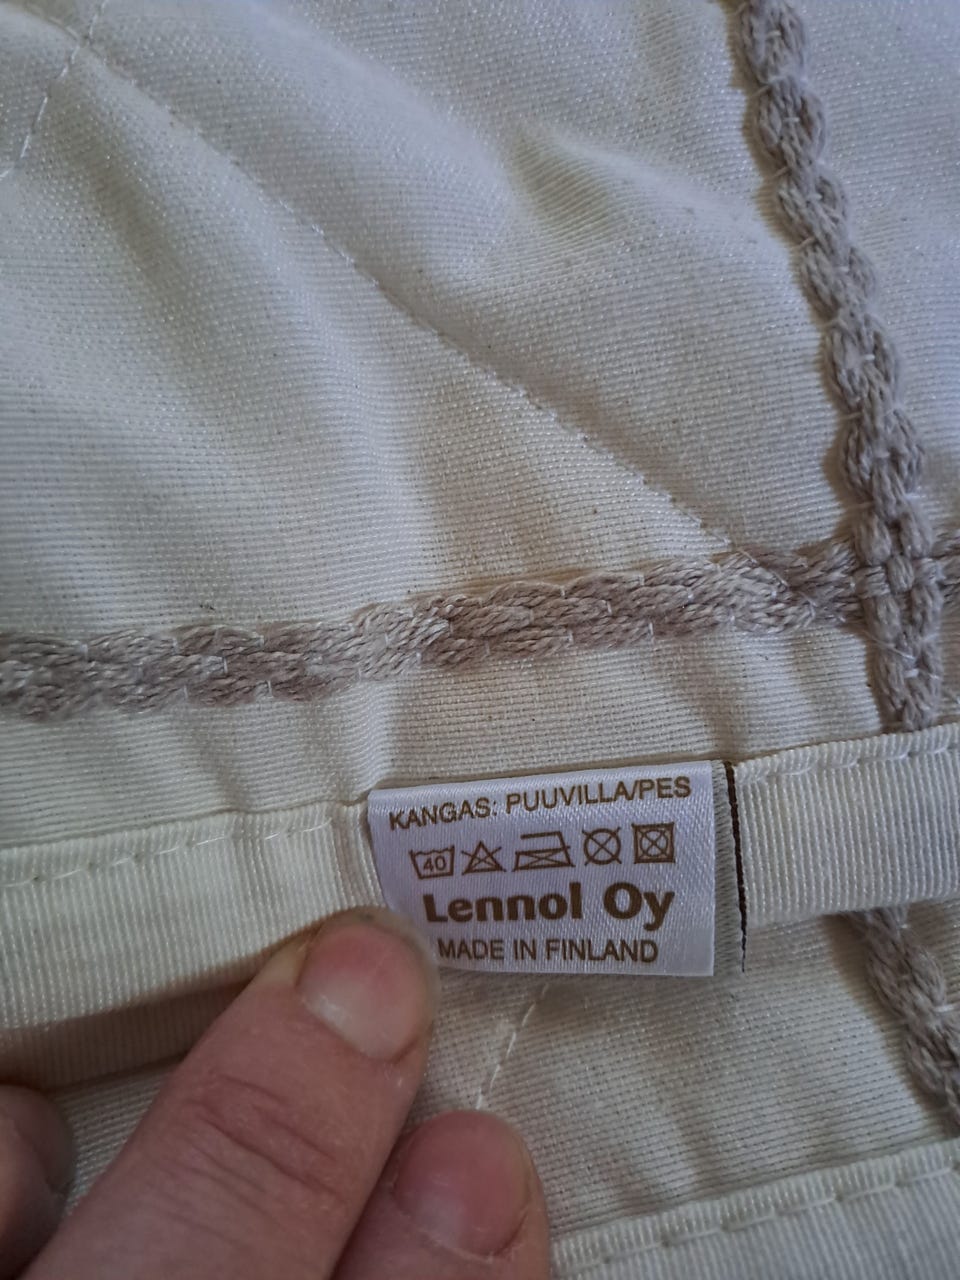 KANGAS: PUUVILLA/PES
40
Lennol Oy
MADE IN FINLAND